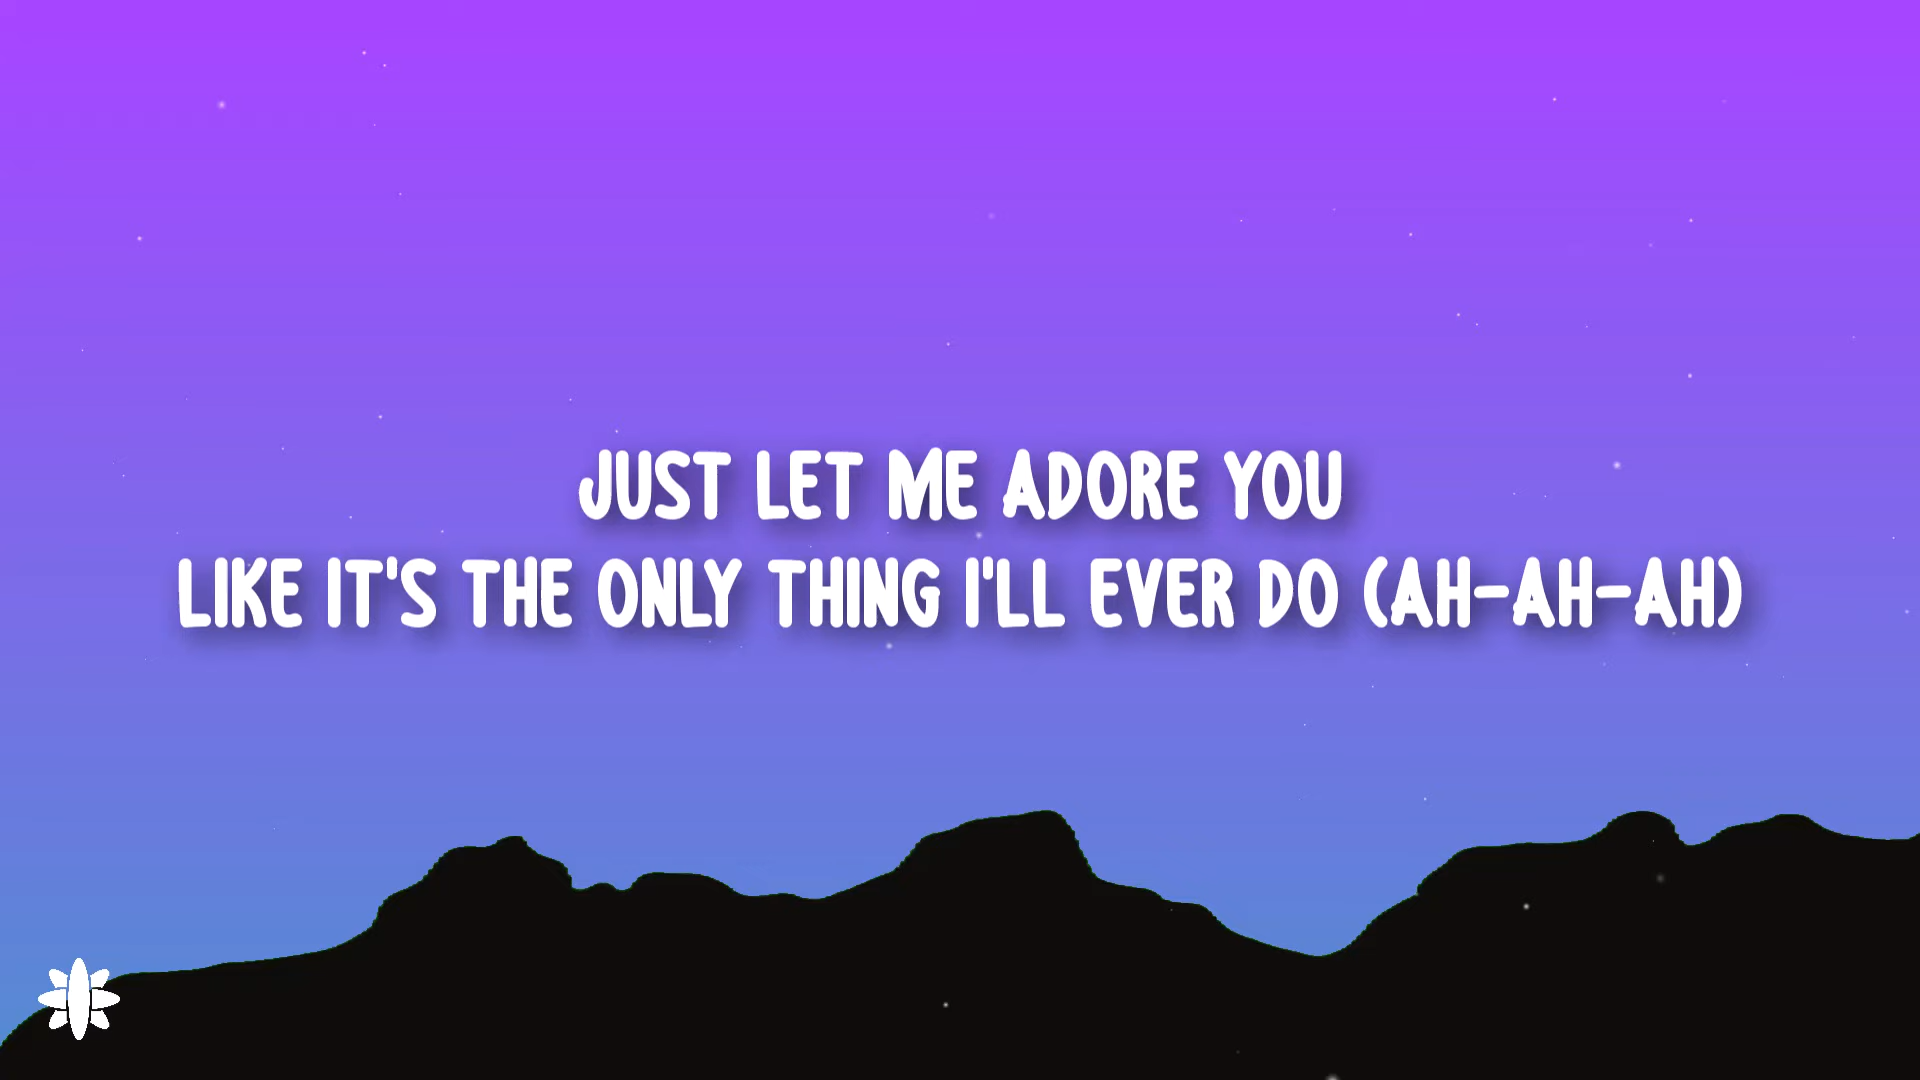 JUST LET ME ADORE YOU
LIKE IT'S THE ONLY THING I'LL EVER DO (AH-AH-AH)